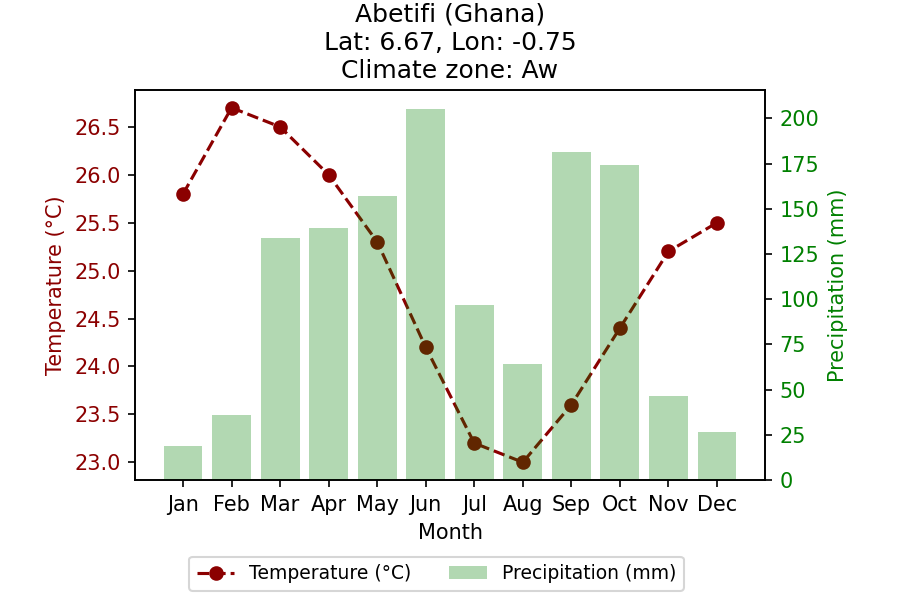 Abetifi (Ghana)
Lat: 6.67, Lon: -0.75
Climate zone: Aw
Temperature (°C)
26.5
26.0
25.5
25.0
24.5
24.0
23.5
23.0
200
175
150
125
100
75
50
25
0
Precipitation (mm)
Jan Feb Mar Apr May Jun Jul Aug Sep Oct Nov Dec
Month
Temperature (°C) Precipitation (mm)